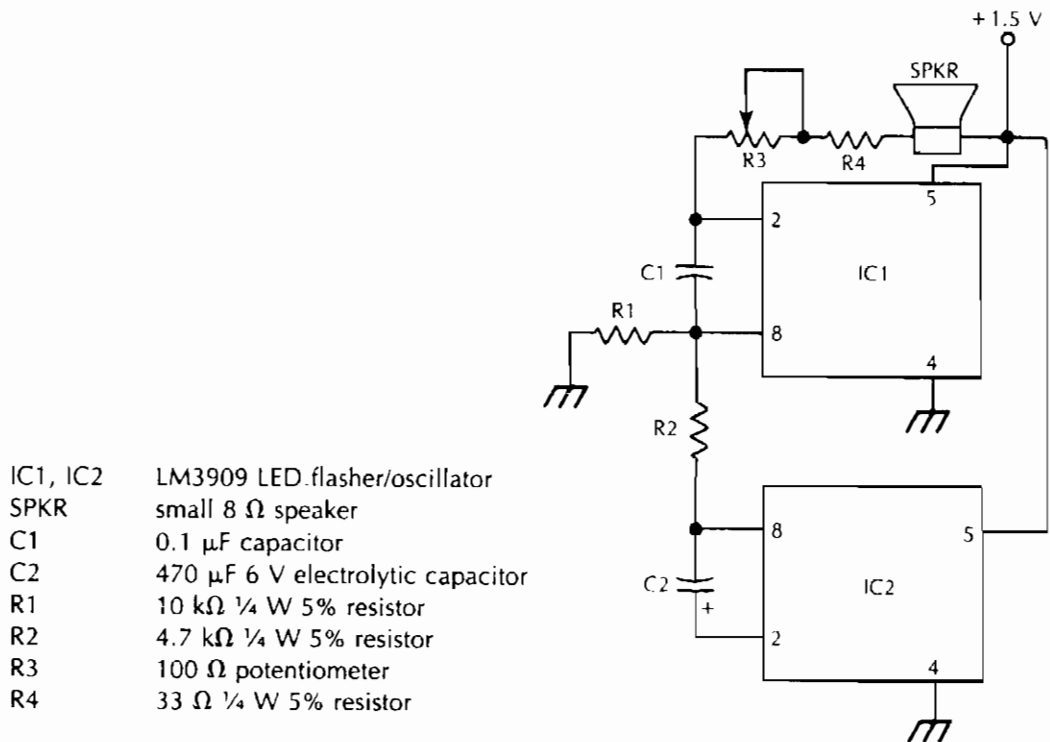 +1.5 V
SPKR
R3
R4
5
2
C1
IC1
R1
8
4
R2
8
5
C2
IC2
+
2
4
IC1, IC2 LM3909 LED flasher/oscillator
SPKR small 8 Ω speaker
C1 0.1 μF capacitor
C2 470 μF 6 V electrolytic capacitor
R1 10 kΩ ¼ W 5% resistor
R2 4.7 kΩ ¼ W 5% resistor
R3 100 Ω potentiometer
R4 33 Ω ¼ W 5% resistor